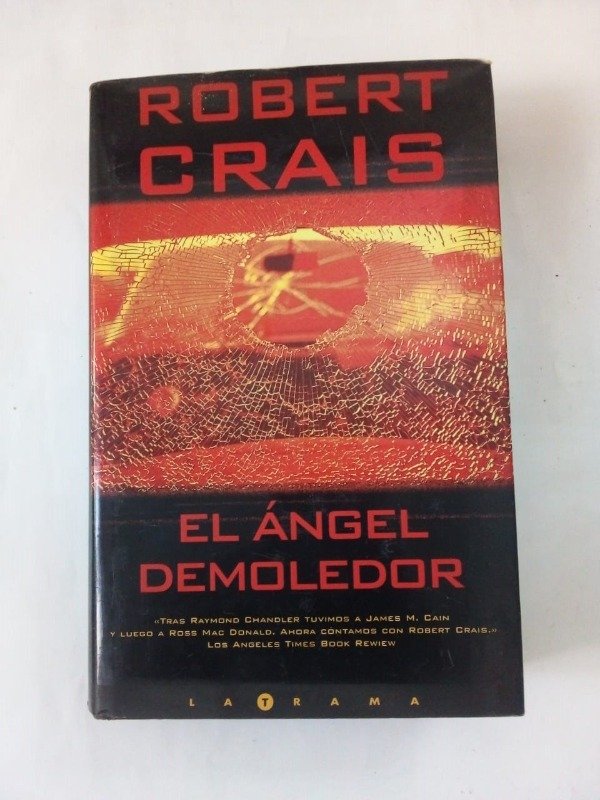 ROBERT
CRAIS
EL ÁNGEL
DEMOLEDOR
«TRAS RAYMOND CHANDLER TUVIMOS A JAMES M. CAIN
Y LUEGO A ROSS MAC DONALD. AHORA CONTAMOS CON ROBERT CRAIS.»
LOS ANGELES TIMES BOOK REWIEW
LA TRAMA